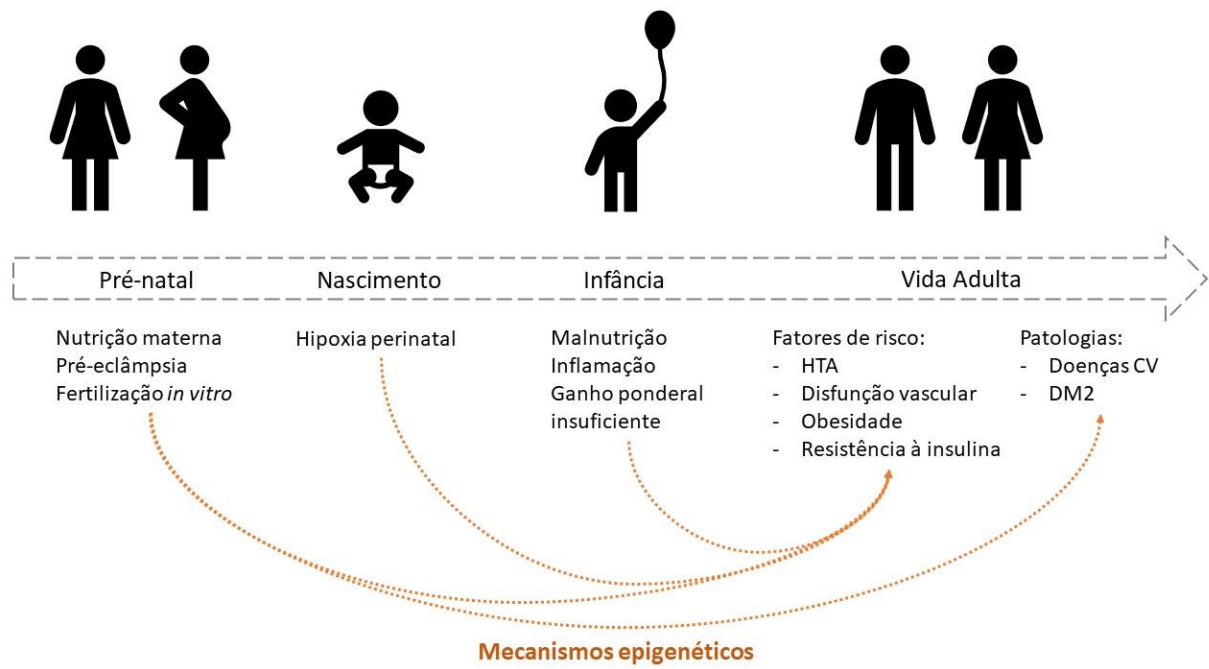 Pré-natal
Nascimento
Infância
Vida Adulta
Nutrição materna
Pré-eclâmpsia
Fertilização in vitro
Hipoxia perinatal
Malnutrição
Inflamação
Ganho ponderal
insuficiente
Fatores de risco:
- HTA
- Disfunção vascular
- Obesidade
- Resistência à insulina
Patologias:
- Doenças CV
- DM2
Mecanismos epigenéticos